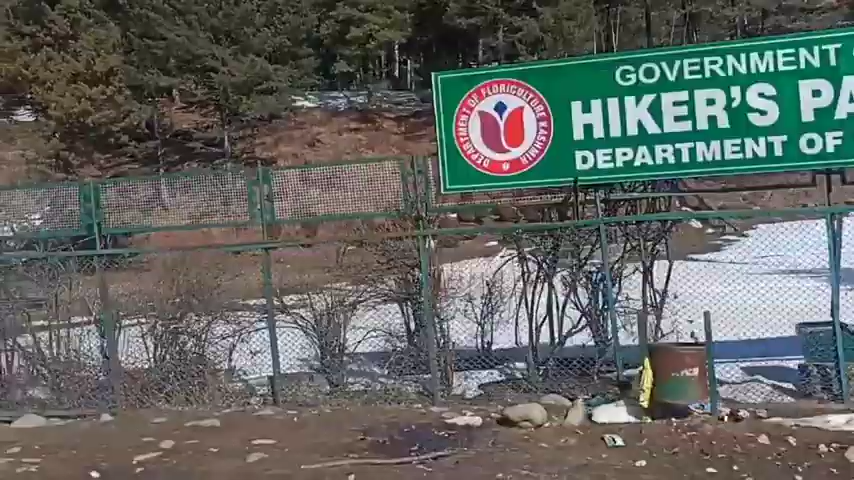 GOVERNMENT
HIKER'S PA
DEPARTMENT OF
DEPARTMENT OF FLORICULTURE KASHMIR